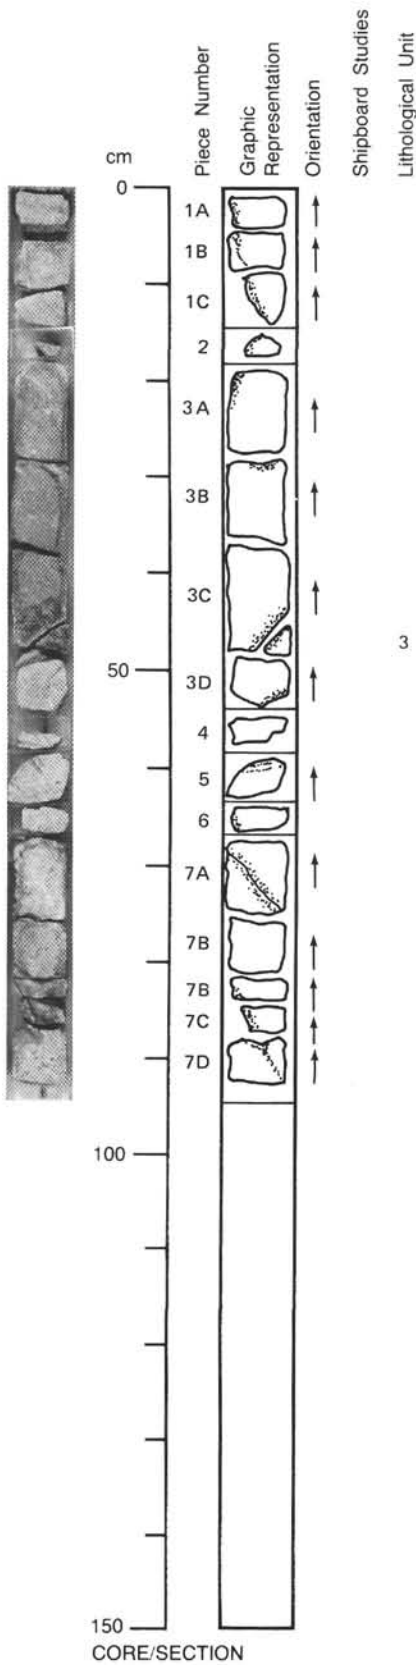 cm
Piece Number
Graphic
Representation
Orientation
Shipboard Studies
Lithological Unit
0
1A
1B
1C
2
3A
3B
3C
3
50
3D
4
5
6
7A
7B
7B
7C
7D
100
150
CORE/SECTION